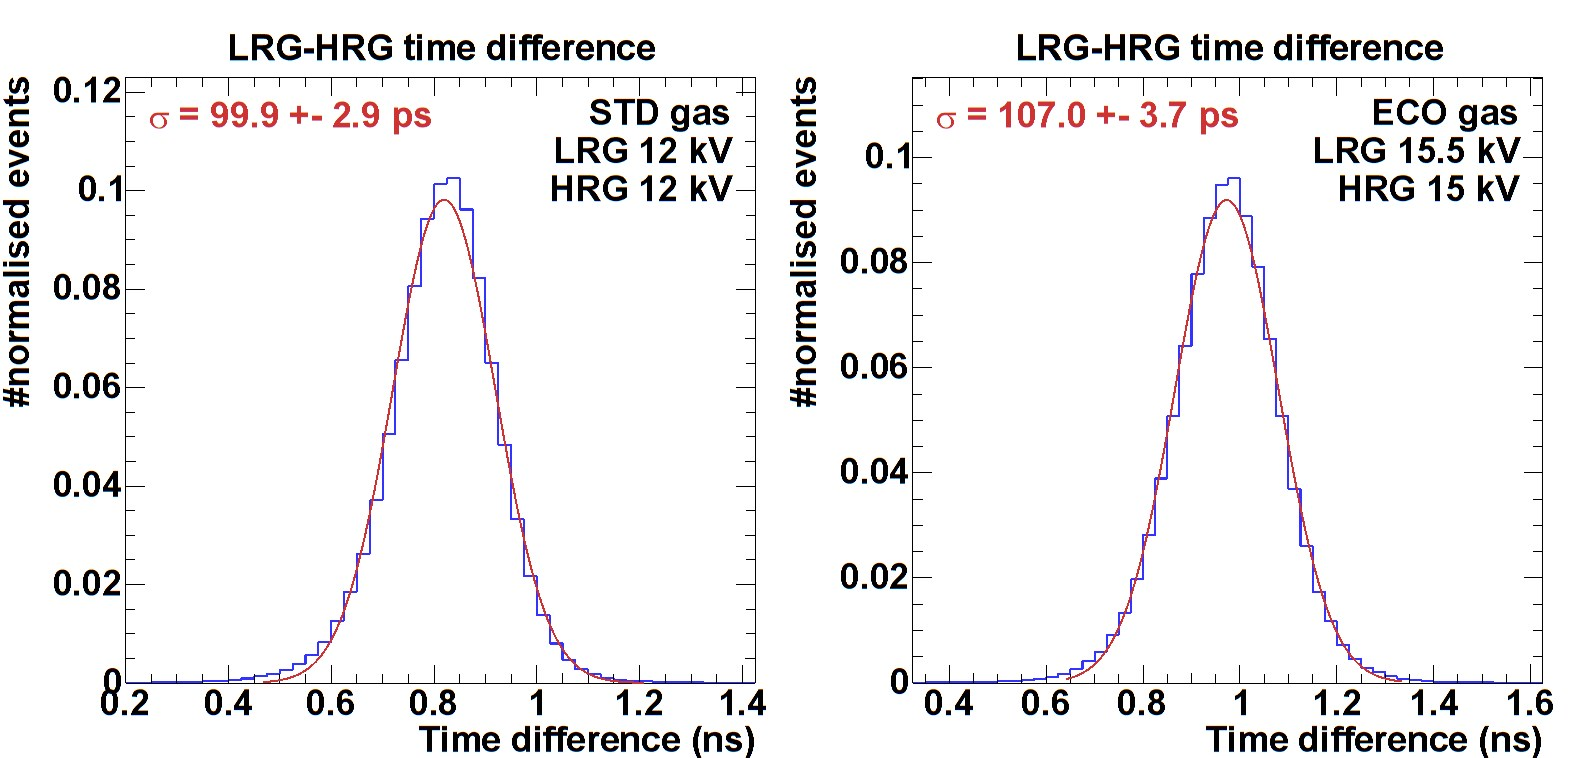 LRG-HRG time difference
#normalised events
σ = 99.9 +- 2.9 ps
STD gas
LRG 12 kV
HRG 12 kV
0.12
0.1
0.08
0.06
0.04
0.02
0
0.2 0.4 0.6 0.8 1 1.2 1.4
Time difference (ns)
LRG-HRG time difference
#normalised events
σ = 107.0 +- 3.7 ps
ECO gas
LRG 15.5 kV
HRG 15 kV
0.1
0.08
0.06
0.04
0.02
0
0.4 0.6 0.8 1 1.2 1.4 1.6
Time difference (ns)